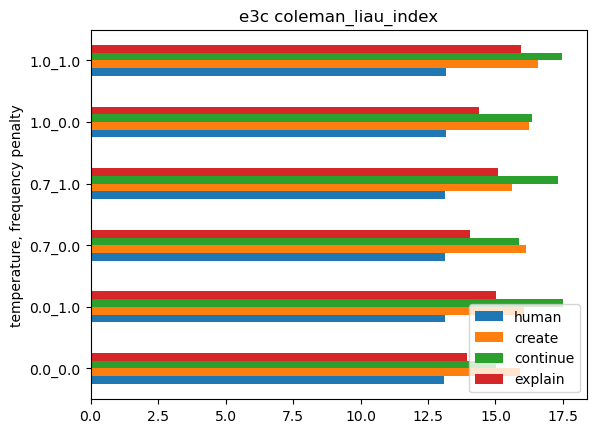 e3c coleman_liau_index
temperature, frequency penalty
1.0_1.0
1.0_0.0
0.7_1.0
0.7_0.0
0.0_1.0
0.0_0.0
human
create
continue
explain
0.0 2.5 5.0 7.5 10.0 12.5 15.0 17.5